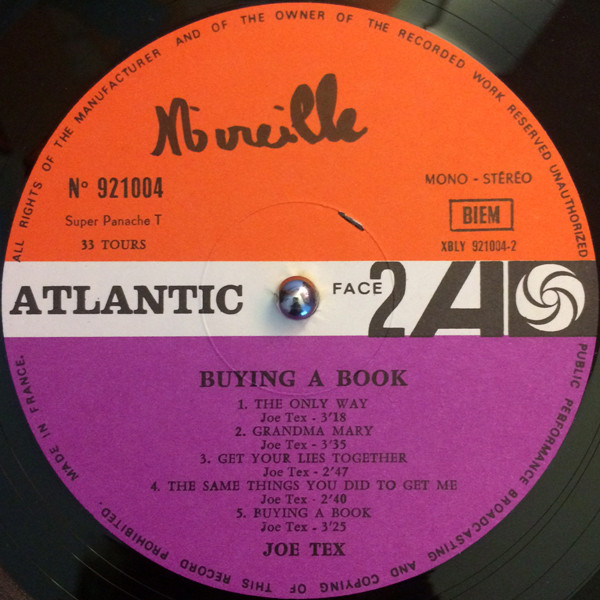 ALL RIGHTS OF THE MANUFACTURER AND OF THE OWNER OF THE RECORDED WORK RESERVED UNAUTHORIZED
PUBLIC PERFORMANCE BROADCASTING AND COPYING OF THIS RECORD PROHIBITED. MADE IN FRANCE.
Mireille
N° 921004
Super Panache T
33 TOURS
MONO - STÉRÉO
BIEM
XBLY 921004-2
ATLANTIC
FACE 2
A
BUYING A BOOK
1. THE ONLY WAY
Joe Tex - 3'18
2. GRANDMA MARY
Joe Tex - 3'35
3. GET YOUR LIES TOGETHER
Joe Tex - 2'47
4. THE SAME THINGS YOU DID TO GET ME
Joe Tex - 2'40
5. BUYING A BOOK
Joe Tex - 3'25
JOE TEX